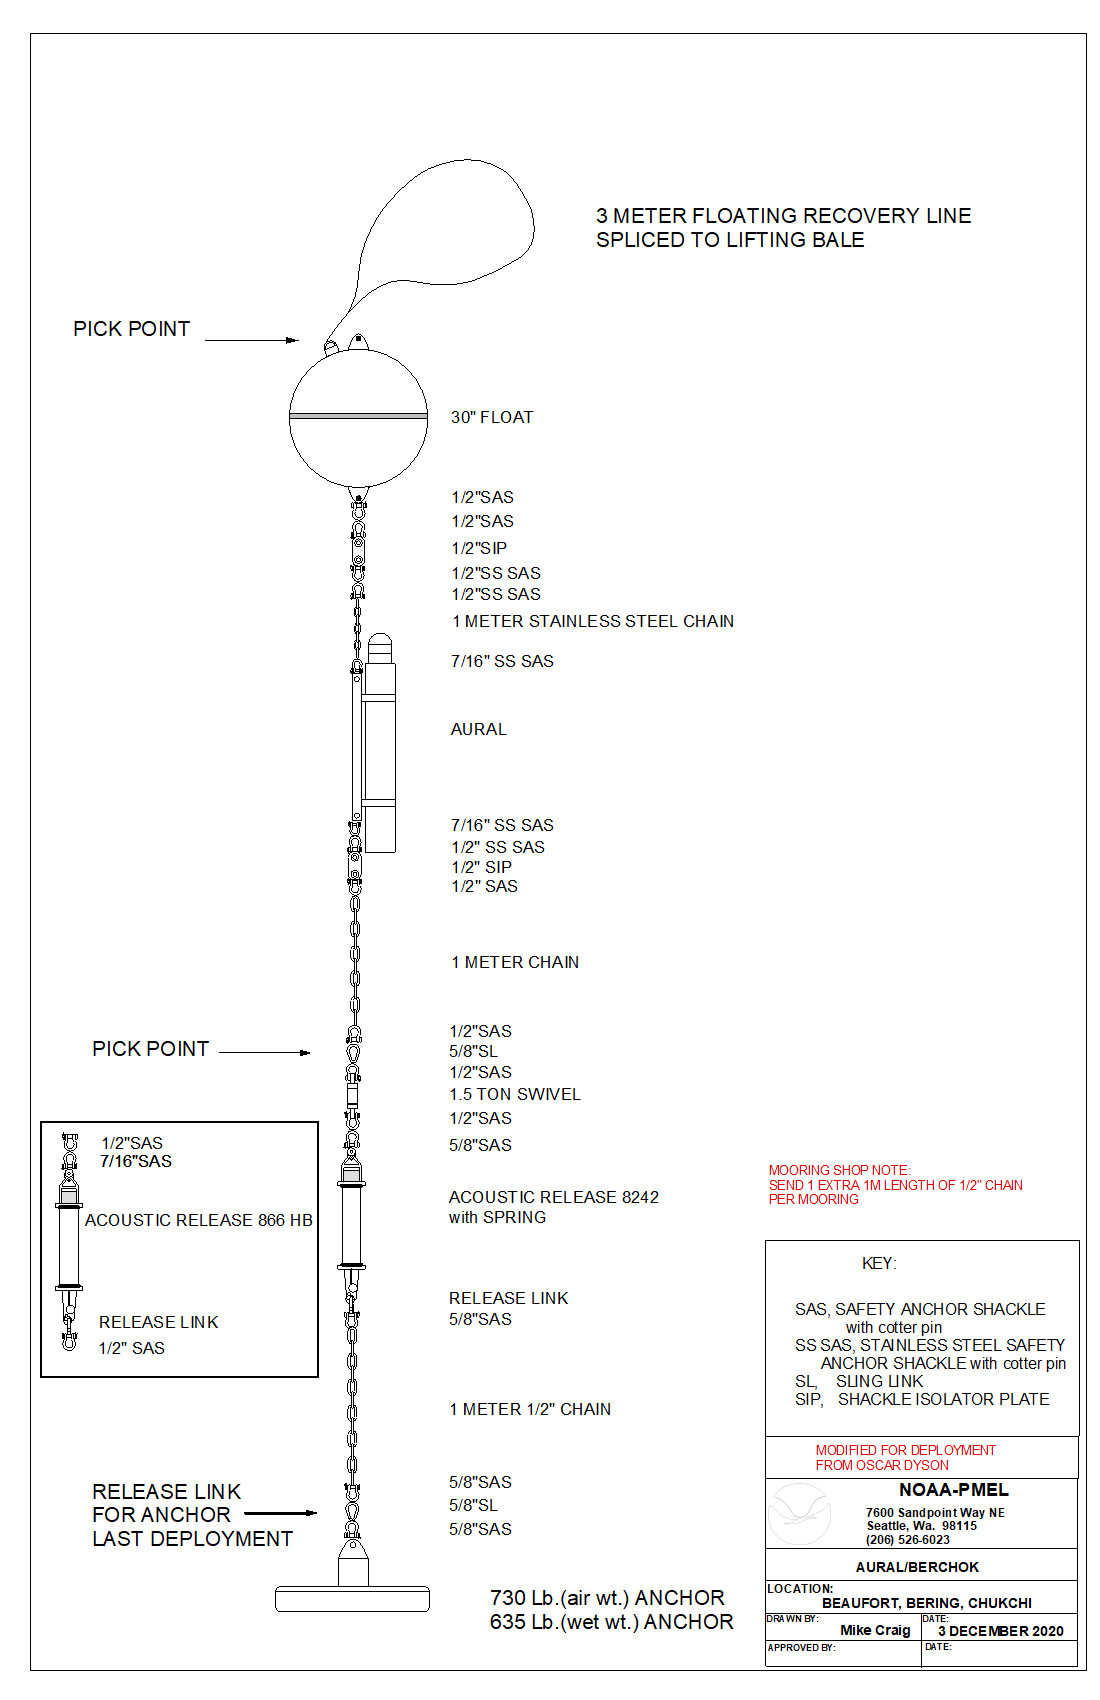 3 METER FLOATING RECOVERY LINE
SPLICED TO LIFTING BALE
PICK POINT
30" FLOAT
1/2"SAS
1/2"SAS
1/2"SIP
1/2"SS SAS
1/2"SS SAS
1 METER STAINLESS STEEL CHAIN
7/16" SS SAS
AURAL
7/16" SS SAS
1/2" SS SAS
1/2" SIP
1/2" SAS
1 METER CHAIN
1/2"SAS
PICK POINT
5/8"SL
1/2"SAS
1.5 TON SWIVEL
1/2"SAS
5/8"SAS
1/2"SAS
7/16"SAS
ACOUSTIC RELEASE 866 HB
RELEASE LINK
1/2" SAS
ACOUSTIC RELEASE 8242
with SPRING
RELEASE LINK
5/8"SAS
1 METER 1/2" CHAIN
5/8"SAS
5/8"SL
5/8"SAS
RELEASE LINK
FOR ANCHOR
LAST DEPLOYMENT
730 Lb.(air wt.) ANCHOR
635 Lb.(wet wt.) ANCHOR
MOORING SHOP NOTE:
SEND 1 EXTRA 1M LENGTH OF 1/2" CHAIN
PER MOORING
KEY:
SAS, SAFETY ANCHOR SHACKLE
with cotter pin
SS SAS, STAINLESS STEEL SAFETY
ANCHOR SHACKLE with cotter pin
SL, SLING LINK
SIP, SHACKLE ISOLATOR PLATE
MODIFIED FOR DEPLOYMENT
FROM OSCAR DYSON
NOAA-PMEL
7600 Sandpoint Way NE
Seattle, Wa. 98115
(206) 526-6023
AURAL/BERCHOK
LOCATION:
BEAUFORT, BERING, CHUKCHI
DRAWN BY:
Mike Craig
DATE:
3 DECEMBER 2020
APPROVED BY:
DATE: